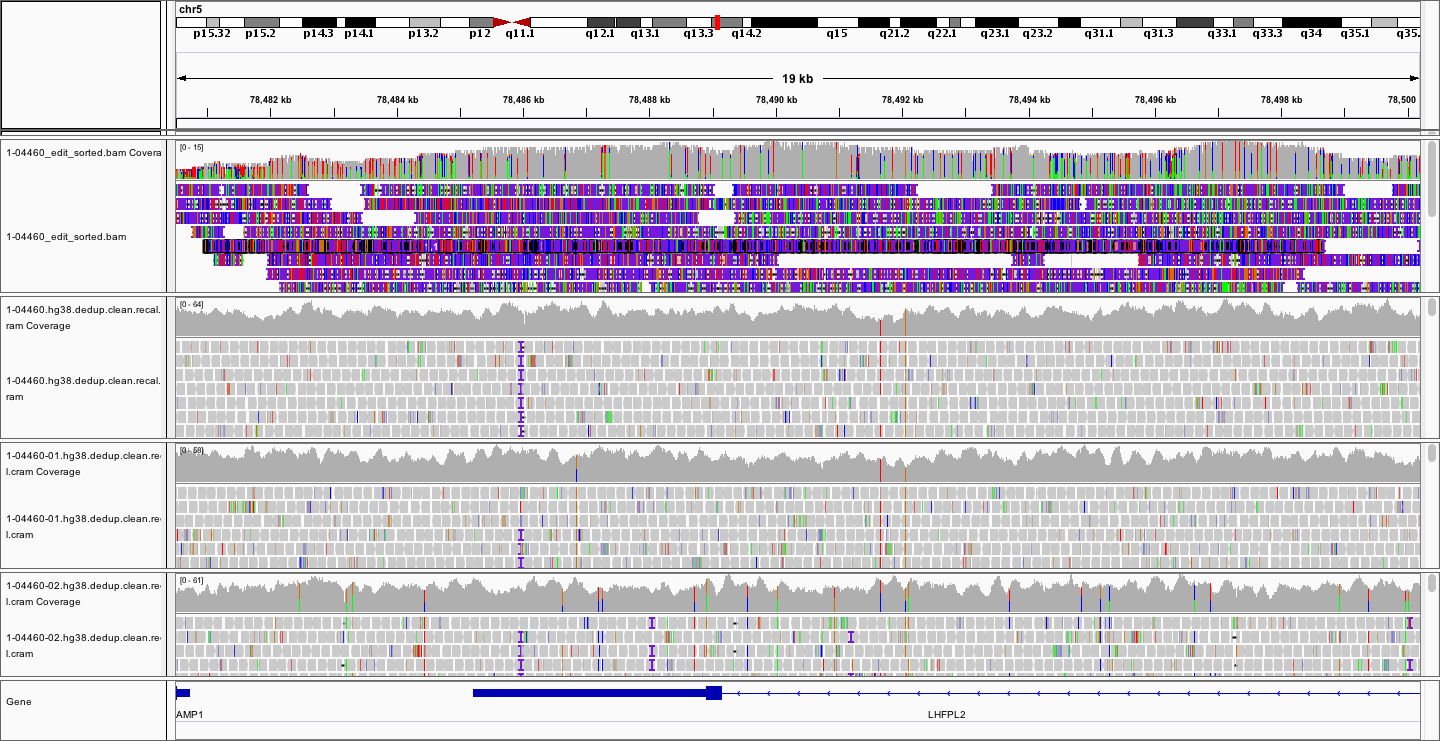 chr5
p15.32 p15.2 p14.3 p14.1 p13.2 p12 q11.1 q12.1 q13.1 q13.3 q14.2 q15 q21.2 q22.1 q23.1 q23.2 q31.1 q31.3 q33.1 q33.3 q34 q35.1 q35.
19 kb
78,482 kb 78,484 kb 78,486 kb 78,488 kb 78,490 kb 78,492 kb 78,494 kb 78,496 kb 78,498 kb 78,500
1-04460_edit_sorted.bam Covera
[0 - 15]
1-04460_edit_sorted.bam
1-04460.hg38.dedup.clean.recal.
ram Coverage
[0 - 64]
1-04460.hg38.dedup.clean.recal.
ram
1-04460-01.hg38.dedup.clean.re
l.cram Coverage
[0 - 58]
1-04460-01.hg38.dedup.clean.re
l.cram
1-04460-02.hg38.dedup.clean.re
l.cram Coverage
[0 - 61]
1-04460-02.hg38.dedup.clean.re
l.cram
Gene
AMP1 LHFPL2